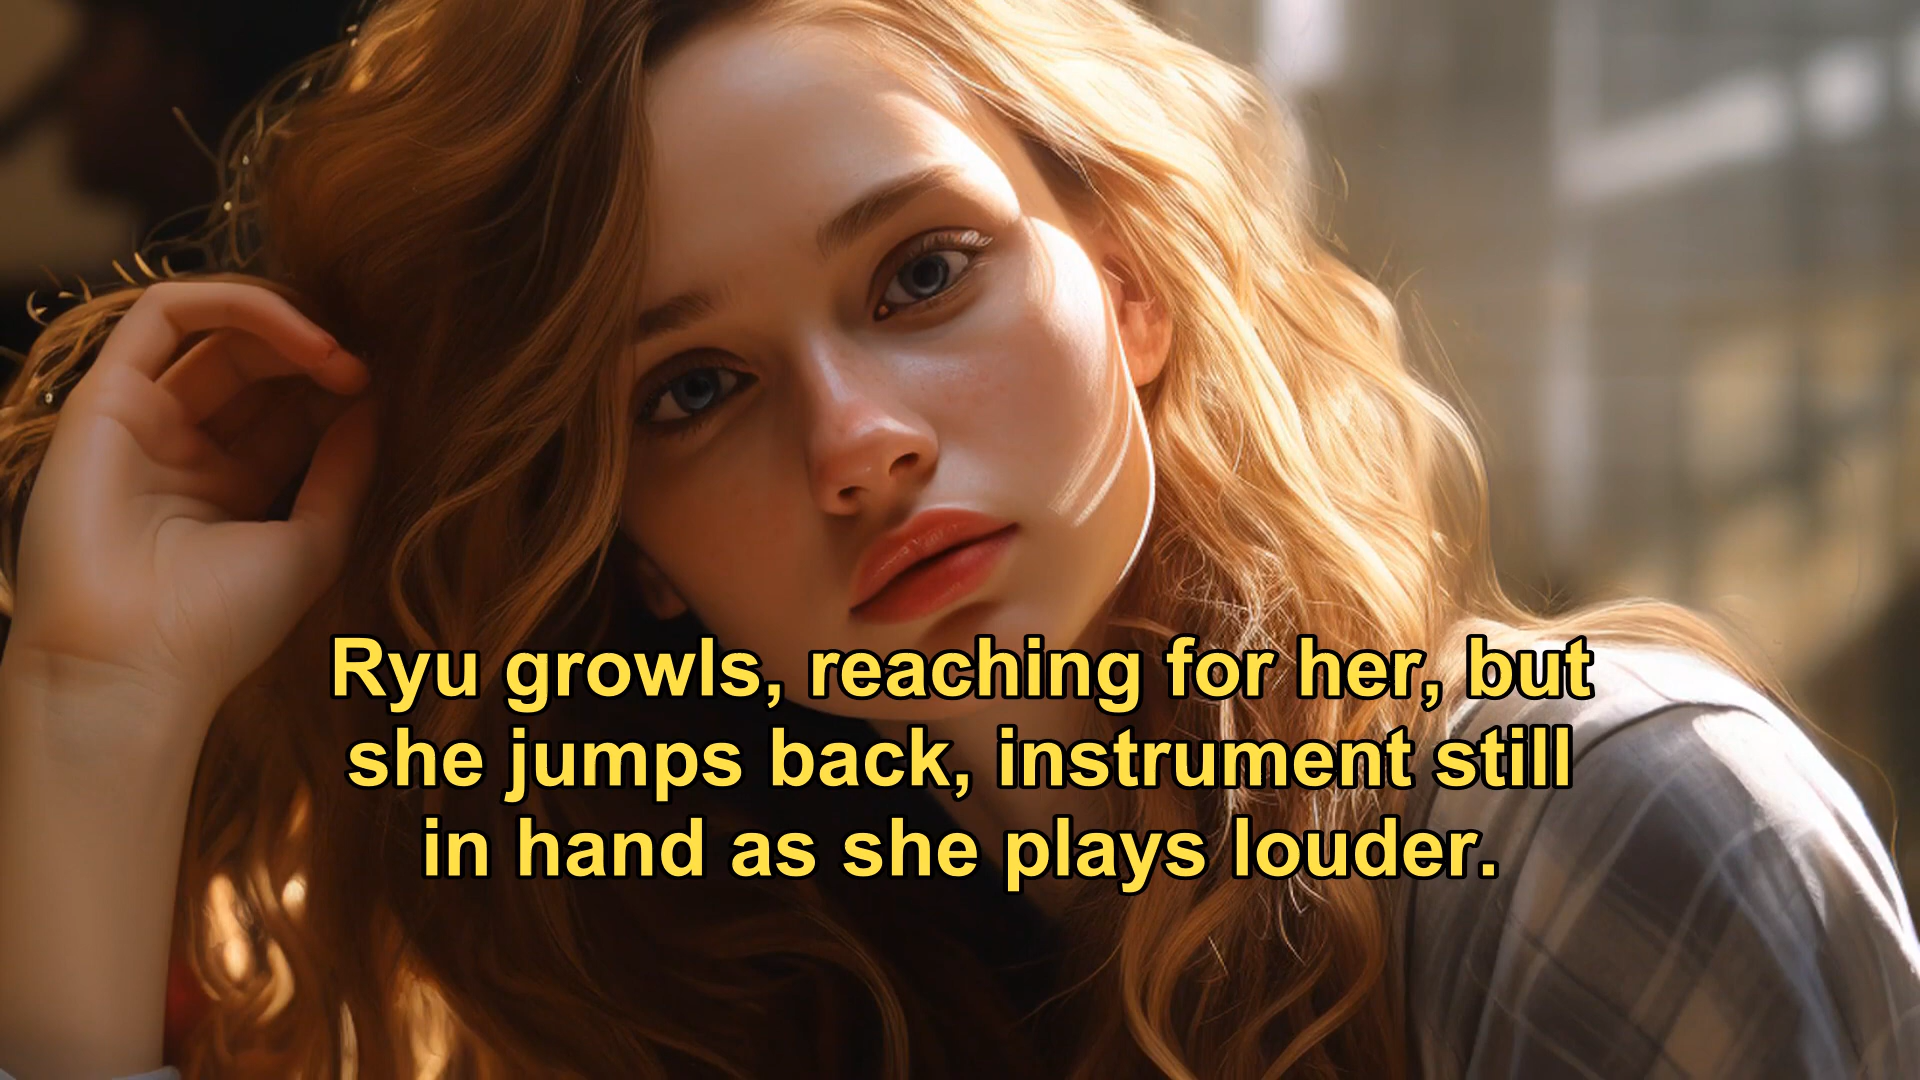 Ryu growls, reaching for her, but
she jumps back, instrument still
in hand as she plays louder.